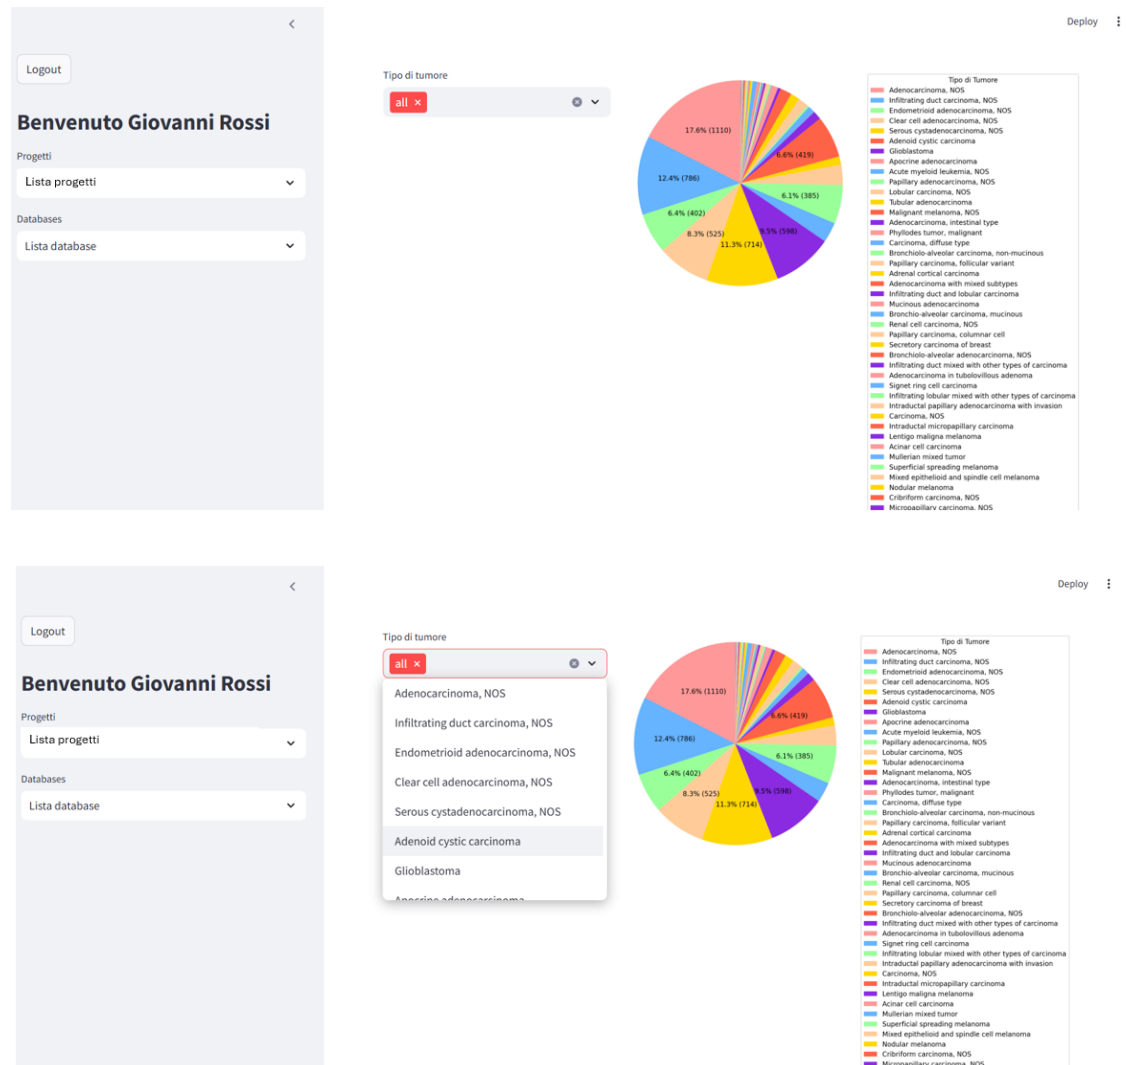 Deploy
Logout
Benvenuto Giovanni Rossi
Progetti
Lista progetti
Databases
Lista database
Tipo di tumore
all ×
17.6% (1110)
12.4% (786)
6.4% (402)
8.3% (525)
11.3% (714)
9.5% (598)
6.1% (385)
6.6% (419)
Tipo di Tumore
Adenocarcinoma, NOS
Infiltrating duct carcinoma, NOS
Endometrioid adenocarcinoma, NOS
Clear cell adenocarcinoma, NOS
Serous cystadenocarcinoma, NOS
Adenoid cystic carcinoma
Glioblastoma
Apocrine adenocarcinoma
Acute myeloid leukemia, NOS
Papillary adenocarcinoma, NOS
Lobular carcinoma, NOS
Tubular adenocarcinoma
Malignant melanoma, NOS
Adenocarcinoma, intestinal type
Phyllodes tumor, malignant
Carcinoma, diffuse type
Bronchiolo-alveolar carcinoma, non-mucinous
Papillary carcinoma, follicular variant
Adrenal cortical carcinoma
Adenocarcinoma with mixed subtypes
Infiltrating duct and lobular carcinoma
Mucinous adenocarcinoma
Bronchio-alveolar carcinoma, mucinous
Renal cell carcinoma, NOS
Papillary carcinoma, columnar cell
Secretory carcinoma of breast
Bronchiolo-alveolar adenocarcinoma, NOS
Infiltrating duct mixed with other types of carcinoma
Adenocarcinoma in tubolovillous adenoma
Signet ring cell carcinoma
Infiltrating lobular mixed with other types of carcinoma
Intraductal papillary adenocarcinoma with invasion
Carcinoma, NOS
Intraductal micropapillary carcinoma
Lentigo maligna melanoma
Acinar cell carcinoma
Mullerian mixed tumor
Superficial spreading melanoma
Mixed epithelioid and spindle cell melanoma
Nodular melanoma
Cribriform carcinoma, NOS
Micropapillary carcinoma, NOS
Deploy
Logout
Benvenuto Giovanni Rossi
Progetti
Lista progetti
Databases
Lista database
Tipo di tumore
all ×
Adenocarcinoma, NOS
Infiltrating duct carcinoma, NOS
Endometrioid adenocarcinoma, NOS
Clear cell adenocarcinoma, NOS
Serous cystadenocarcinoma, NOS
Adenoid cystic carcinoma
Glioblastoma
Apocrine adenocarcinoma
17.6% (1110)
12.4% (786)
6.4% (402)
8.3% (525)
11.3% (714)
9.5% (598)
6.1% (385)
6.6% (419)
Tipo di Tumore
Adenocarcinoma, NOS
Infiltrating duct carcinoma, NOS
Endometrioid adenocarcinoma, NOS
Clear cell adenocarcinoma, NOS
Serous cystadenocarcinoma, NOS
Adenoid cystic carcinoma
Glioblastoma
Apocrine adenocarcinoma
Acute myeloid leukemia, NOS
Papillary adenocarcinoma, NOS
Lobular carcinoma, NOS
Tubular adenocarcinoma
Malignant melanoma, NOS
Adenocarcinoma, intestinal type
Phyllodes tumor, malignant
Carcinoma, diffuse type
Bronchiolo-alveolar carcinoma, non-mucinous
Papillary carcinoma, follicular variant
Adrenal cortical carcinoma
Adenocarcinoma with mixed subtypes
Infiltrating duct and lobular carcinoma
Mucinous adenocarcinoma
Bronchio-alveolar carcinoma, mucinous
Renal cell carcinoma, NOS
Papillary carcinoma, columnar cell
Secretory carcinoma of breast
Bronchiolo-alveolar adenocarcinoma, NOS
Infiltrating duct mixed with other types of carcinoma
Adenocarcinoma in tubolovillous adenoma
Signet ring cell carcinoma
Infiltrating lobular mixed with other types of carcinoma
Intraductal papillary adenocarcinoma with invasion
Carcinoma, NOS
Intraductal micropapillary carcinoma
Lentigo maligna melanoma
Acinar cell carcinoma
Mullerian mixed tumor
Superficial spreading melanoma
Mixed epithelioid and spindle cell melanoma
Nodular melanoma
Cribriform carcinoma, NOS
Micropapillary carcinoma, NOS